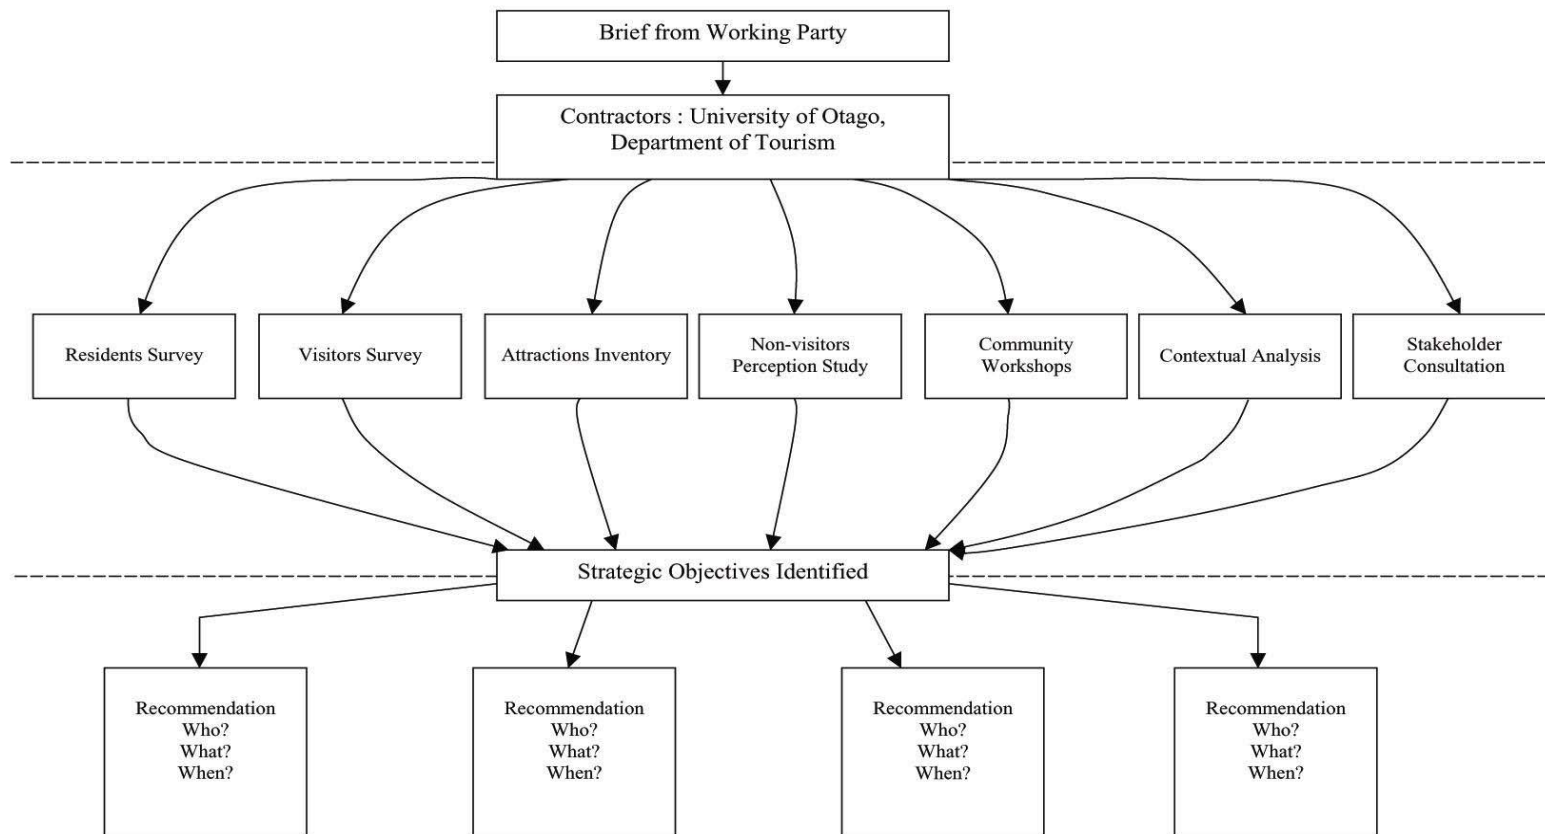 Brief from Working Party
Contractors : University of Otago,
Department of Tourism
Residents Survey
Visitors Survey
Attractions Inventory
Non-visitors
Perception Study
Community
Workshops
Contextual Analysis
Stakeholder
Consultation
Strategic Objectives Identified
Recommendation
Who?
What?
When?
Recommendation
Who?
What?
When?
Recommendation
Who?
What?
When?
Recommendation
Who?
What?
When?